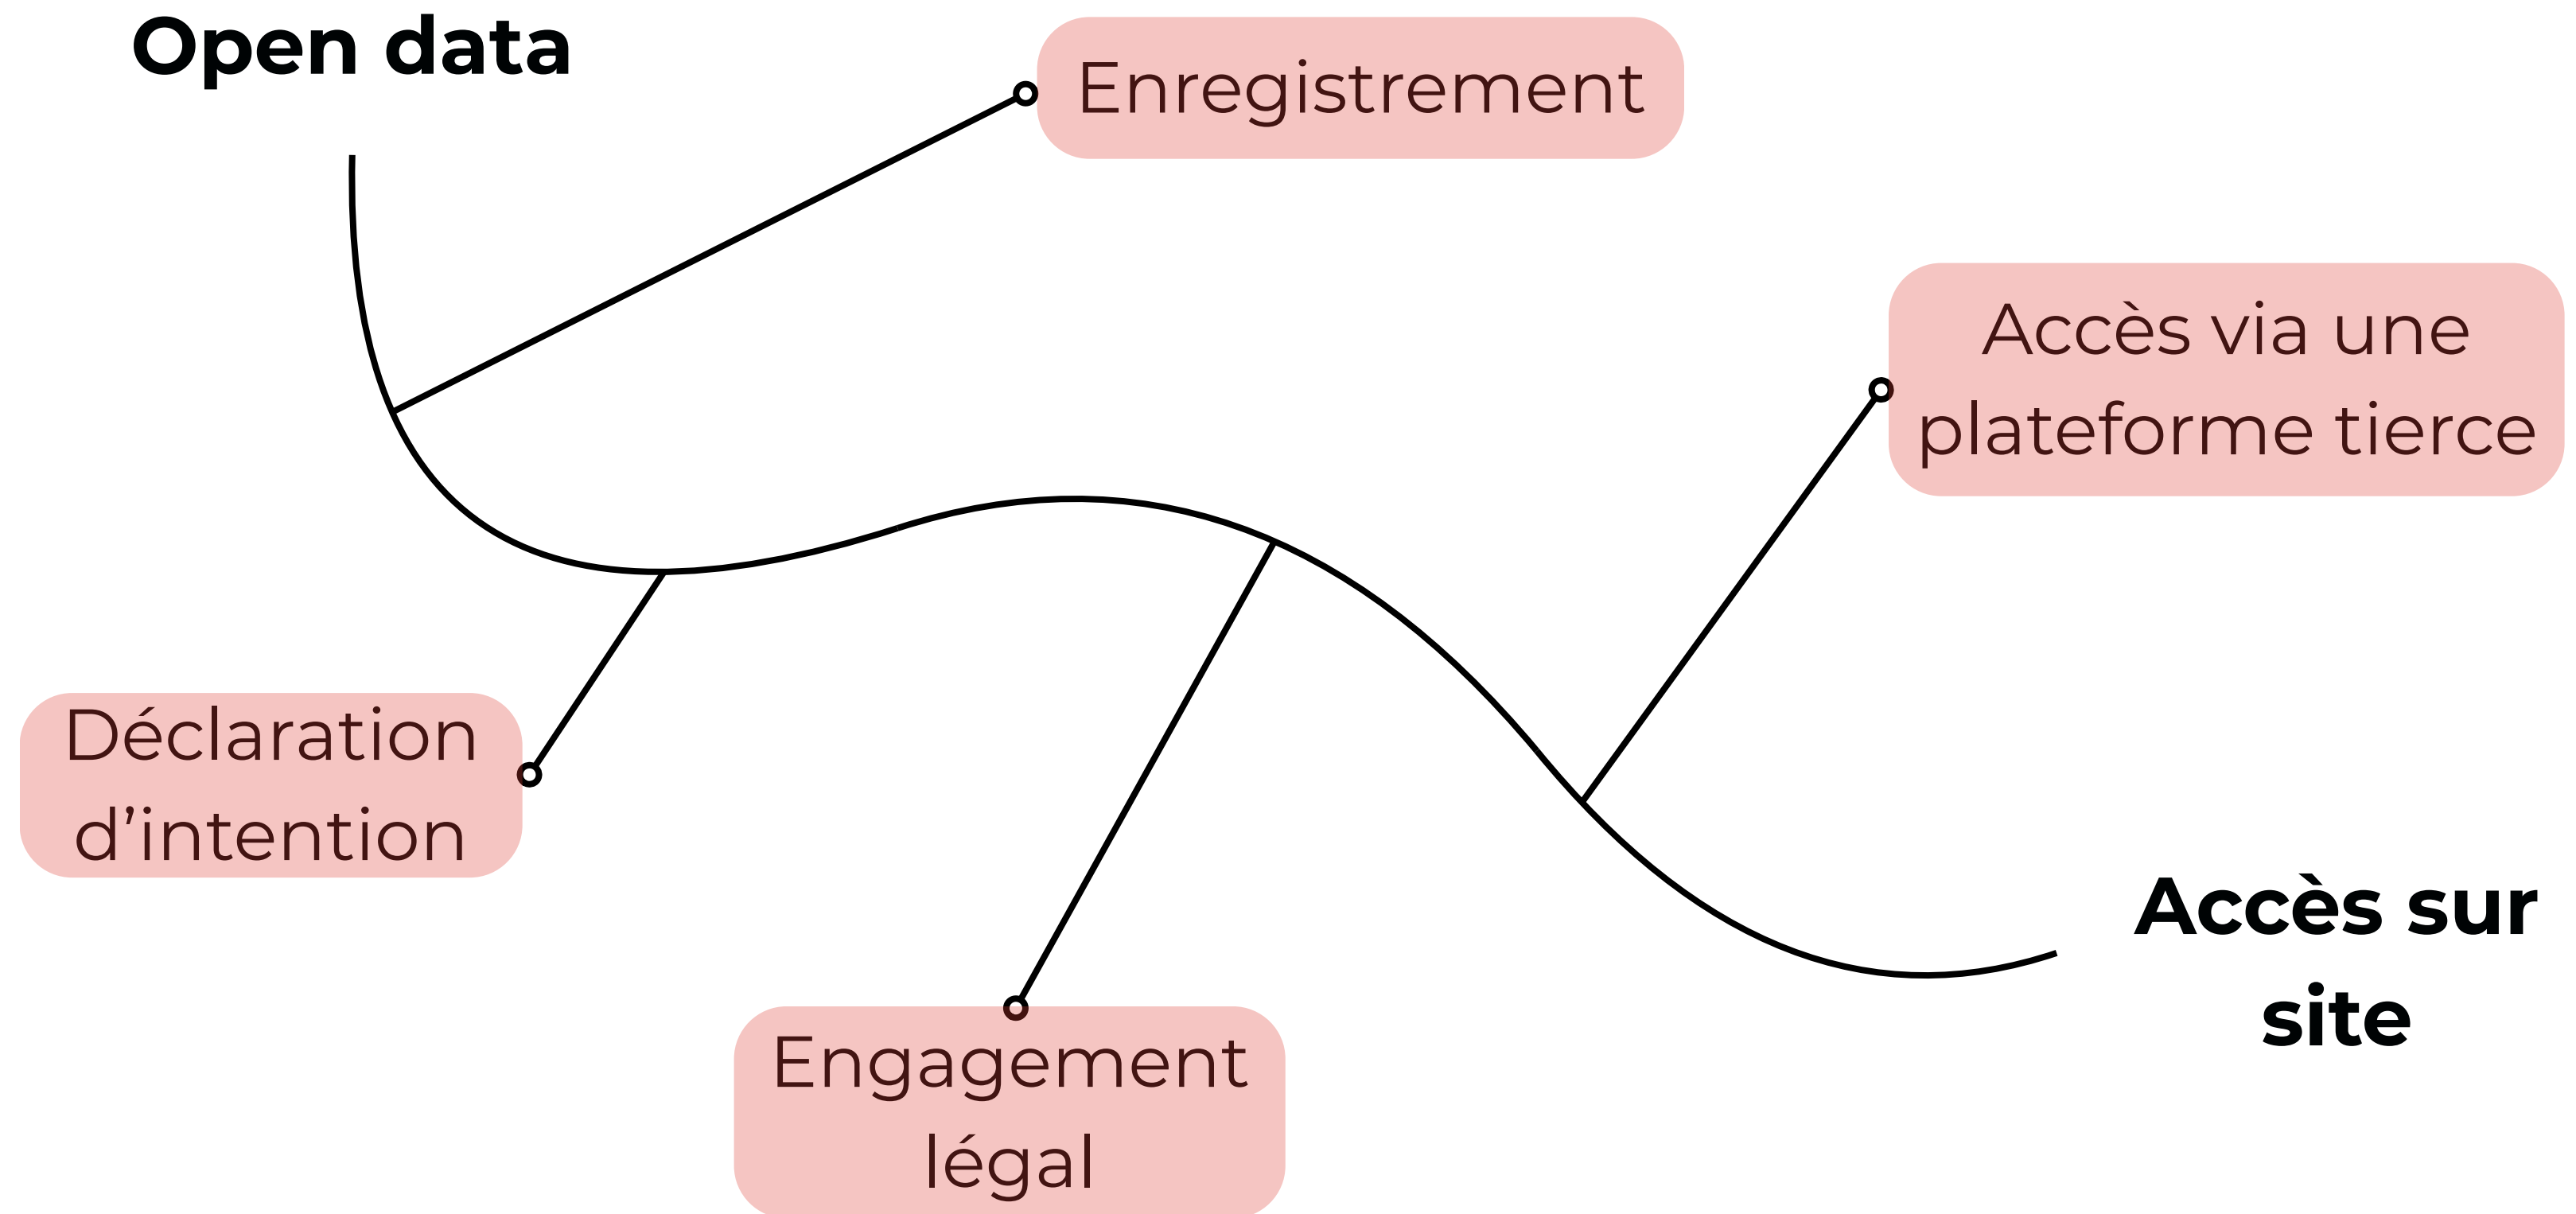 Open data
Enregistrement
Accès via une
plateforme tierce
Déclaration
d’intention
Accès sur
site
Engagement
légal